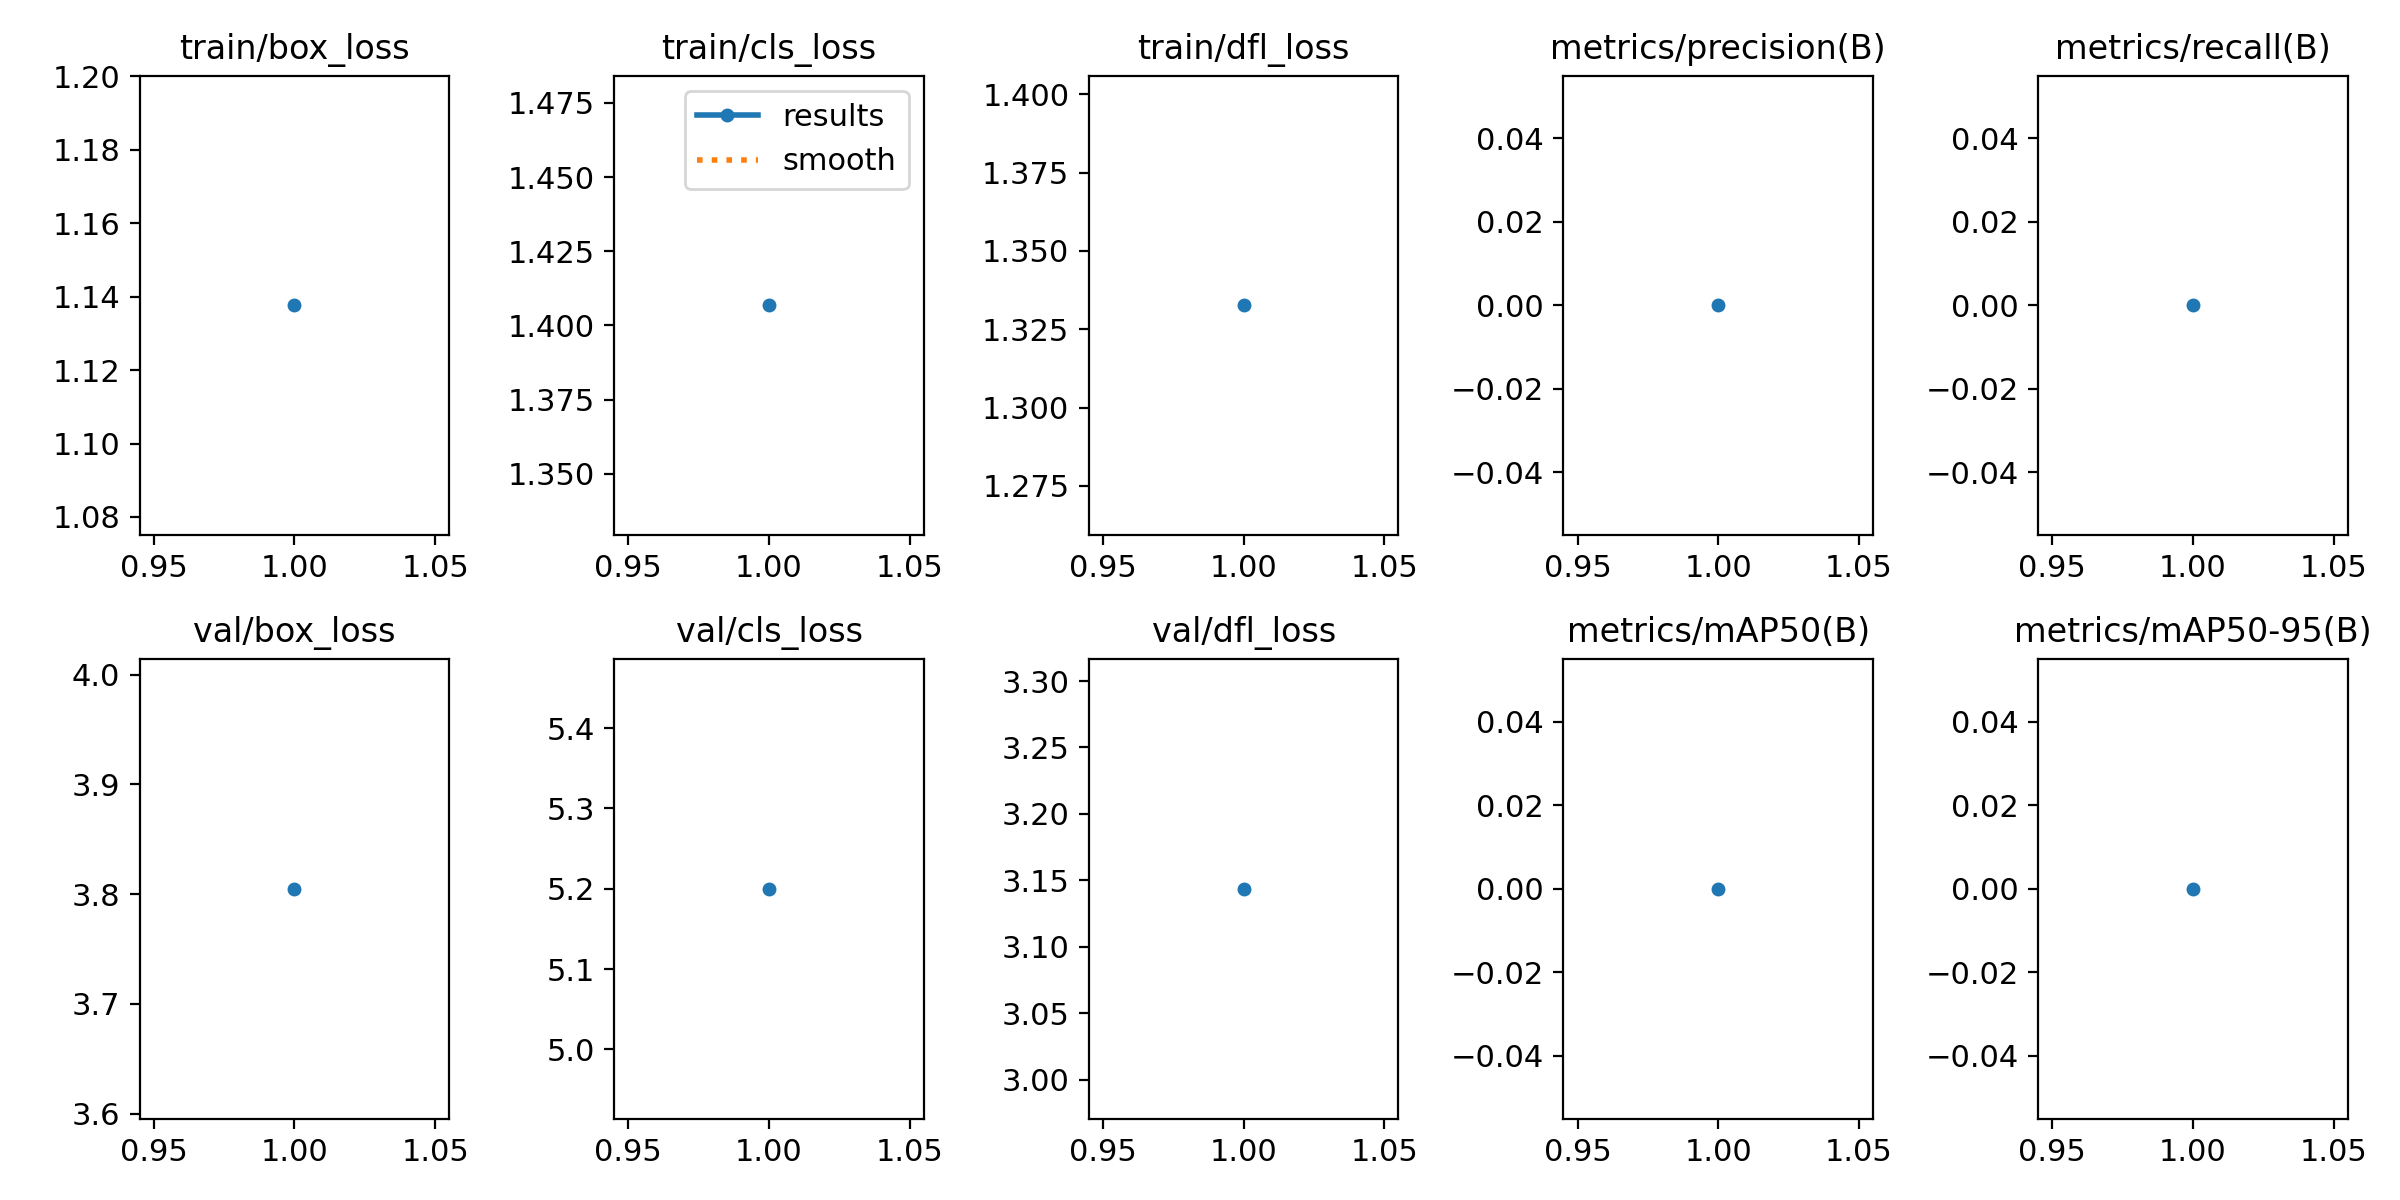 train/box_loss
1.20
1.18
1.16
1.14
1.12
1.10
1.08
0.95 1.00 1.05
train/cls_loss
results
smooth
1.475
1.450
1.425
1.400
1.375
1.350
0.95 1.00 1.05
train/dfl_loss
1.400
1.375
1.350
1.325
1.300
1.275
0.95 1.00 1.05
metrics/precision(B)
0.04
0.02
0.00
−0.02
−0.04
0.95 1.00 1.05
metrics/recall(B)
0.04
0.02
0.00
−0.02
−0.04
0.95 1.00 1.05
val/box_loss
4.0
3.9
3.8
3.7
3.6
0.95 1.00 1.05
val/cls_loss
5.4
5.3
5.2
5.1
5.0
0.95 1.00 1.05
val/dfl_loss
3.30
3.25
3.20
3.15
3.10
3.05
3.00
0.95 1.00 1.05
metrics/mAP50(B)
0.04
0.02
0.00
−0.02
−0.04
0.95 1.00 1.05
metrics/mAP50-95(B)
0.04
0.02
0.00
−0.02
−0.04
0.95 1.00 1.05